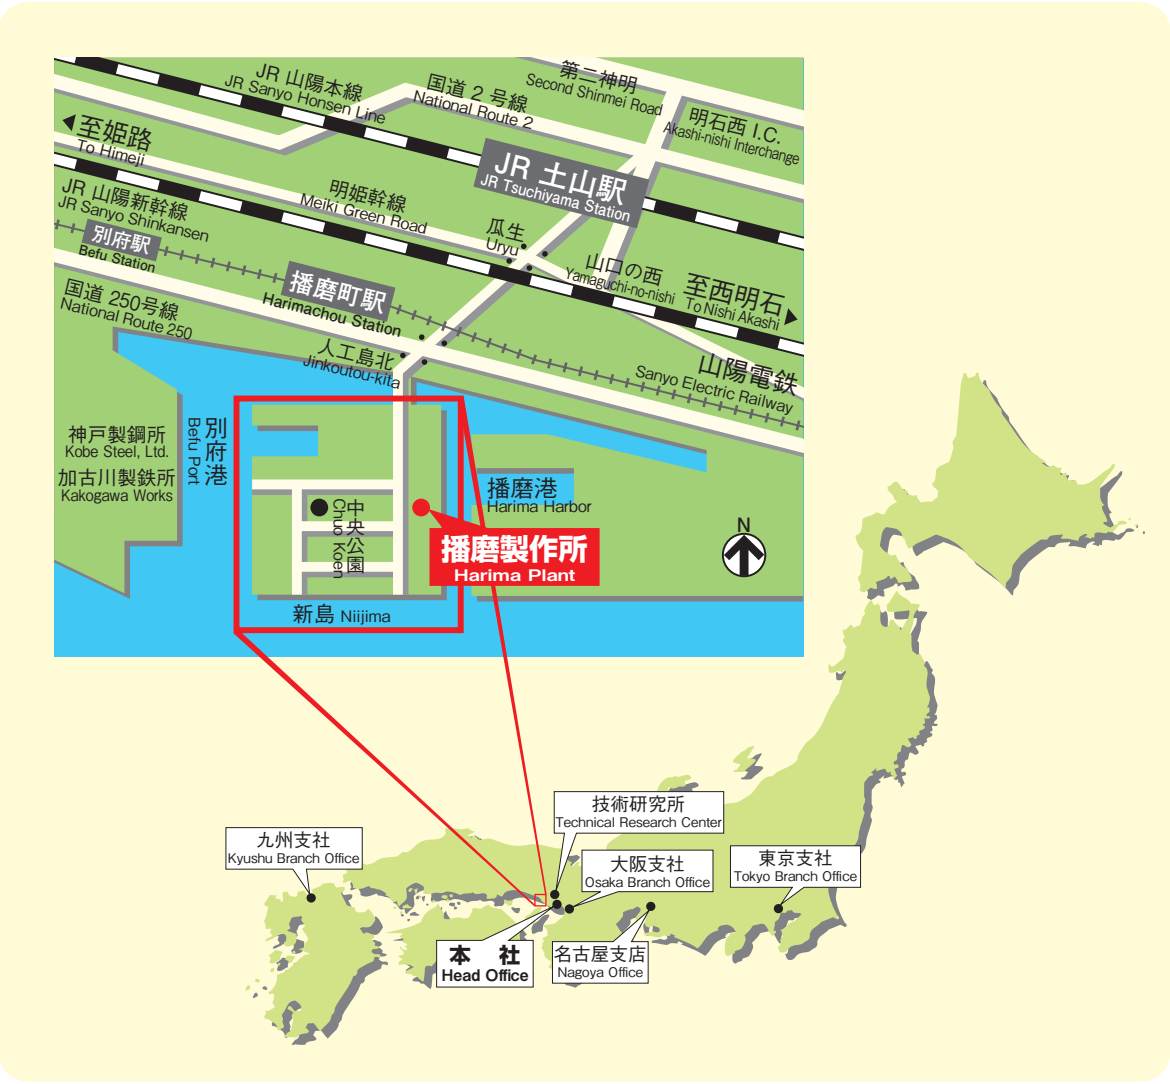 第二神明
Second Shinmei Road
JR 山陽本線
JR Sanyo Honsen Line
国道 2 号線
National Route 2
明石西 I.C.
Akashi-nishi Interchange
至姫路
To Himeji
JR 土山駅
JR Tsuchiyama Station
JR 山陽新幹線
JR Sanyo Shinkansen
明姫幹線
Meiki Green Road
瓜生
Uryu
別府駅
Befu Station
山口の西
Yamaguchi-no-nishi
至西明石
To Nishi Akashi
播磨町駅
Harimachou Station
国道 250号線
National Route 250
人工島北
Jinkoutou-kita
山陽電鉄
Sanyo Electric Railway
神戸製鋼所
Kobe Steel, Ltd.
加古川製鉄所
Kakogawa Works
別府港
Befu Port
播磨港
Harima Harbor
中央公園
Chuo Koen
N
播磨製作所
Harima Plant
新島 Niijima
技術研究所
Technical Research Center
九州支社
Kyushu Branch Office
大阪支社
Osaka Branch Office
東京支社
Tokyo Branch Office
本　社
Head Office
名古屋支店
Nagoya Office